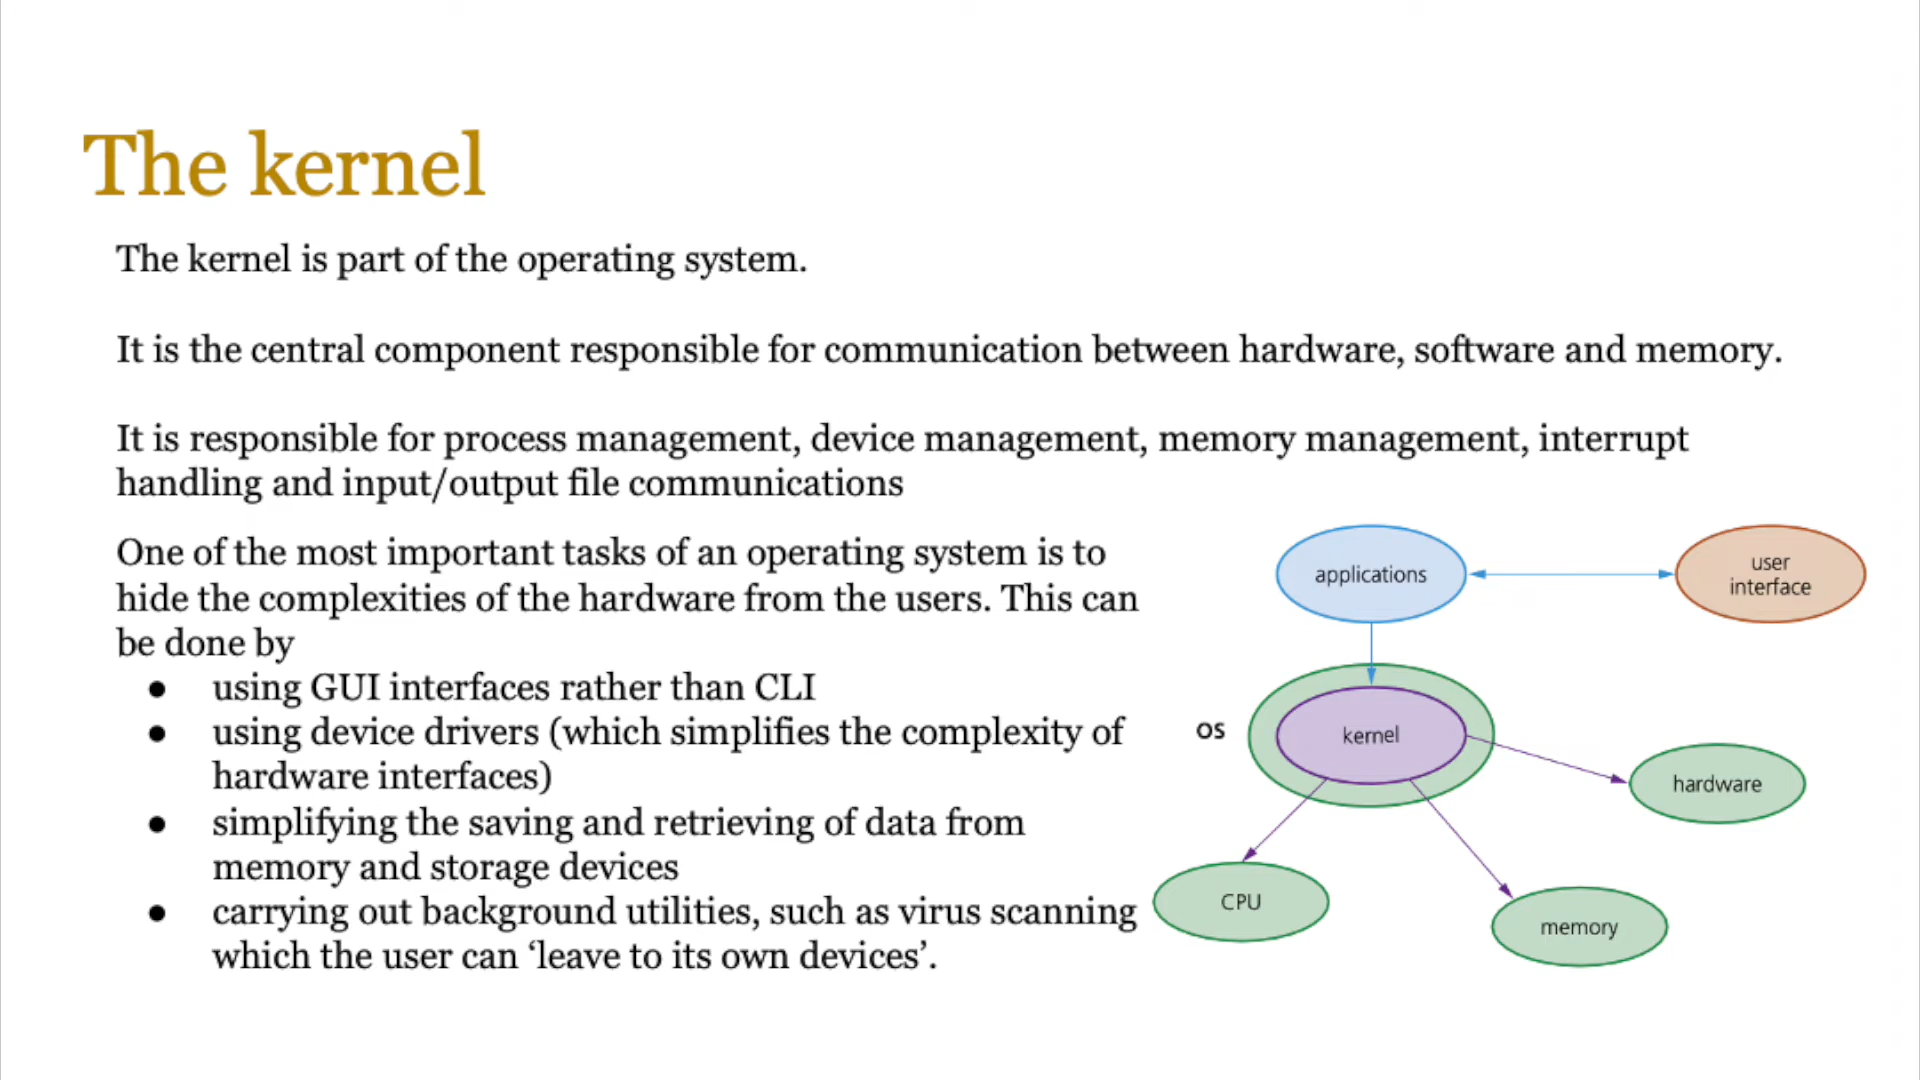 The kernel
The kernel is part of the operating system.
It is the central component responsible for communication between hardware, software and memory.
It is responsible for process management, device management, memory management, interrupt
handling and input/output file communications
One of the most important tasks of an operating system is to
hide the complexities of the hardware from the users. This can
be done by
● using GUI interfaces rather than CLI
● using device drivers (which simplifies the complexity of
hardware interfaces)
● simplifying the saving and retrieving of data from
memory and storage devices
● carrying out background utilities, such as virus scanning
which the user can ‘leave to its own devices’.
applications
user
interface
OS
kernel
hardware
CPU
memory